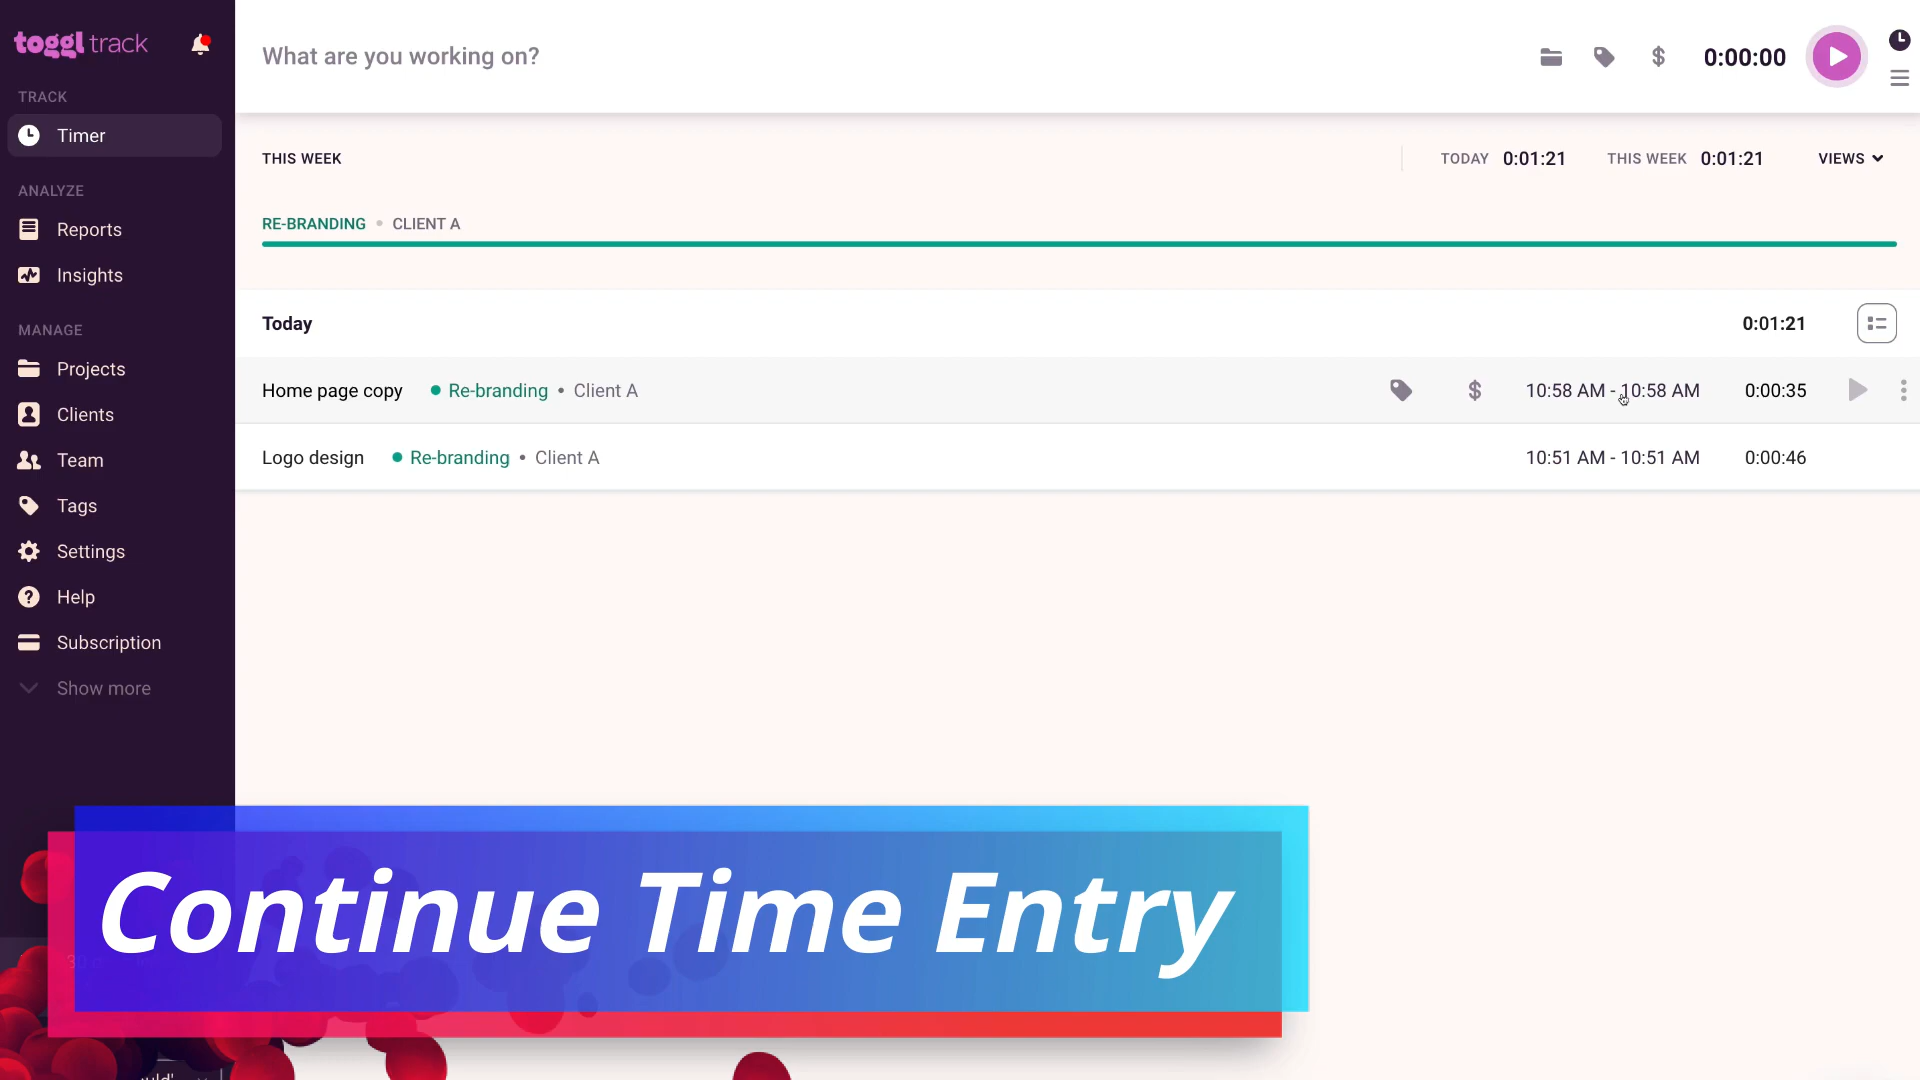 toggl track
What are you working on?
0:00:00
TRACK
Timer
THIS WEEK
TODAY 0:01:21
THIS WEEK 0:01:21
VIEWS
ANALYZE
RE-BRANDING • CLIENT A
Reports
Insights
MANAGE
Today
0:01:21
Projects
Home page copy
Re-branding • Client A
$
10:58 AM - 10:58 AM
0:00:35
Clients
Logo design
Re-branding • Client A
10:51 AM - 10:51 AM
0:00:46
Team
Tags
Settings
Help
Subscription
Show more
Continue Time Entry